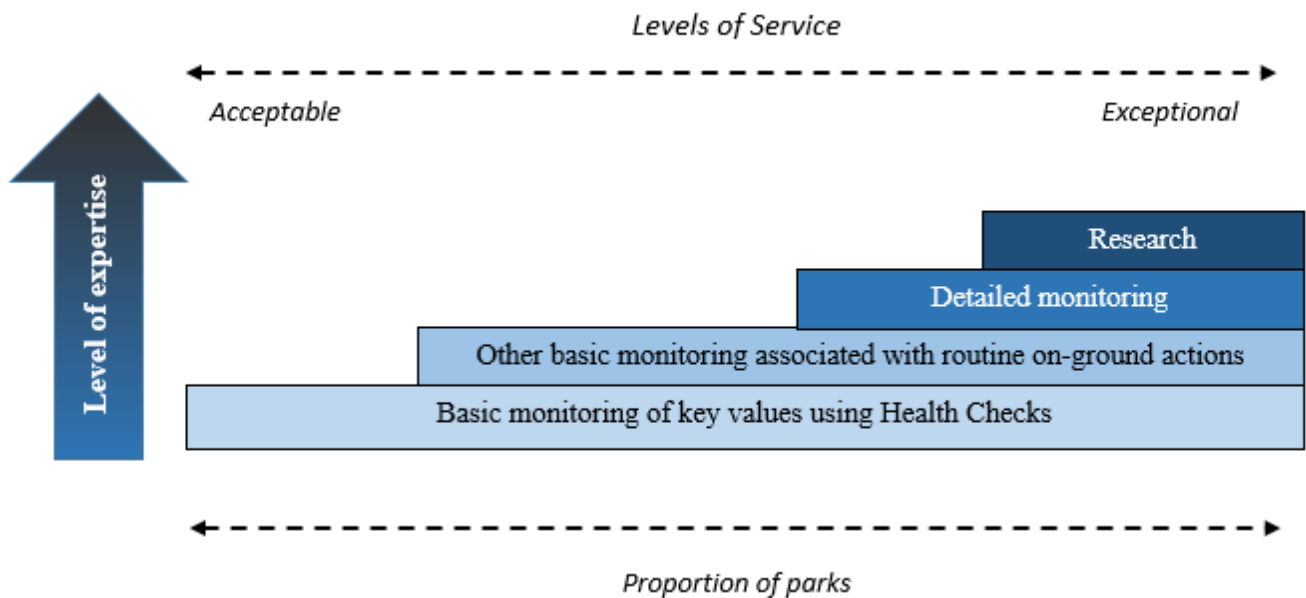 Levels of Service
Acceptable
Exceptional
Level of expertise
Research
Detailed monitoring
Other basic monitoring associated with routine on-ground actions
Basic monitoring of key values using Health Checks
Proportion of parks